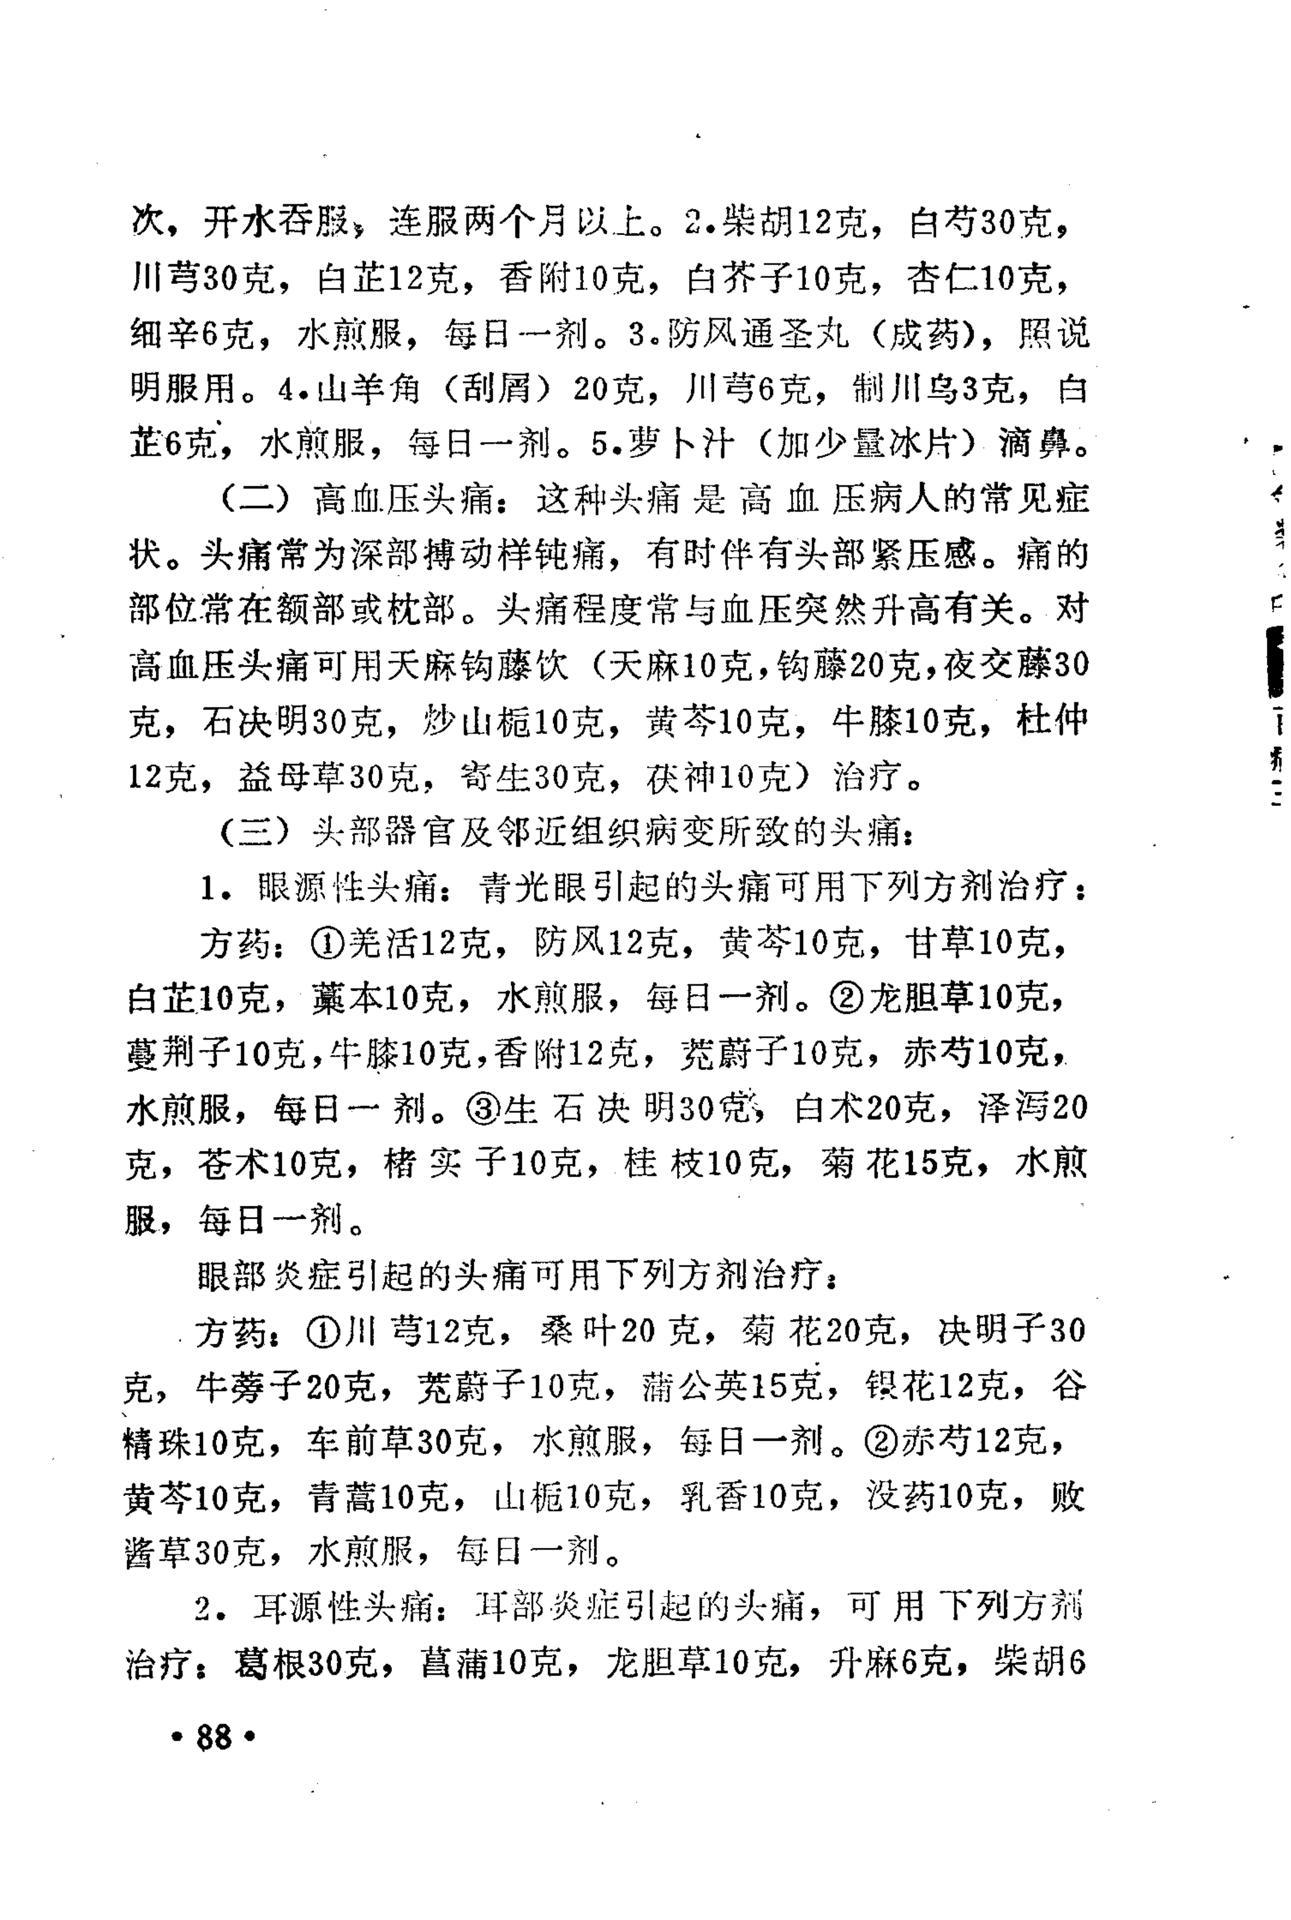 次，开水吞服，连服两个月以上。2.柴胡12克，白芍30克，
川芎30克，白芷12克，香附10克，白芥子10克，杏仁10克，
细辛6克，水煎服，每日一剂。3。防风通圣丸（成药），照说
明服用。4.山羊角（刮屑）20克，川芎6克，制川乌3克，白
芷6克，水煎服，每日一剂。5.萝卜汁（加少量冰片）滴鼻。
（二）高血压头痛：这种头痛是高血压病人的常见症
状。头痛常为深部搏动样钝痛，有时伴有头部紧压感。痛的
部位常在额部或枕部。头痛程度常与血压突然升高有关。对
高血压头痛可用天麻钩藤饮（天麻10克，钩藤20克，夜交藤30
克，石决明30克，炒山栀10克，黄芩10克，牛膝10克，杜仲
12克，益母草30克，寄生30克，茯神10克）治疗。
（三）头部器官及邻近组织病变所致的头痛：
1．眼源性头痛：青光眼引起的头痛可用下列方剂治疗：
方药：①羌活12克，防风12克，黄芩10克，甘草10克，
白芷10克，藁本10克，水煎服，每日一剂。②龙胆草10克，
蔓荆子10克，牛膝10克，香附12克，茺蔚子10克，赤芍10克，
水煎服，每日一剂。③生石决明30克，白术20克，泽泻20
克，苍术10克，楮实子10克，桂枝10克，菊花15克，水煎
服，每日一剂。
眼部炎症引起的头痛可用下列方剂治疗：
方药：①川芎12克，桑叶20克，菊花20克，决明子30
克，牛蒡子20克，茺蔚子10克，蒲公英15克，银花12克，谷
精珠10克，车前草30克，水煎服，每日一剂。②赤芍12克，
黄芩10克，青蒿10克，山栀10克，乳香10克，没药10克，败
酱草30克，水煎服，每日一剂。
2．耳源性头痛：耳部炎症引起的头痛，可用下列方剂
治疗：葛根30克，菖蒲10克，龙胆草10克，升麻6克，柴胡6
·88·